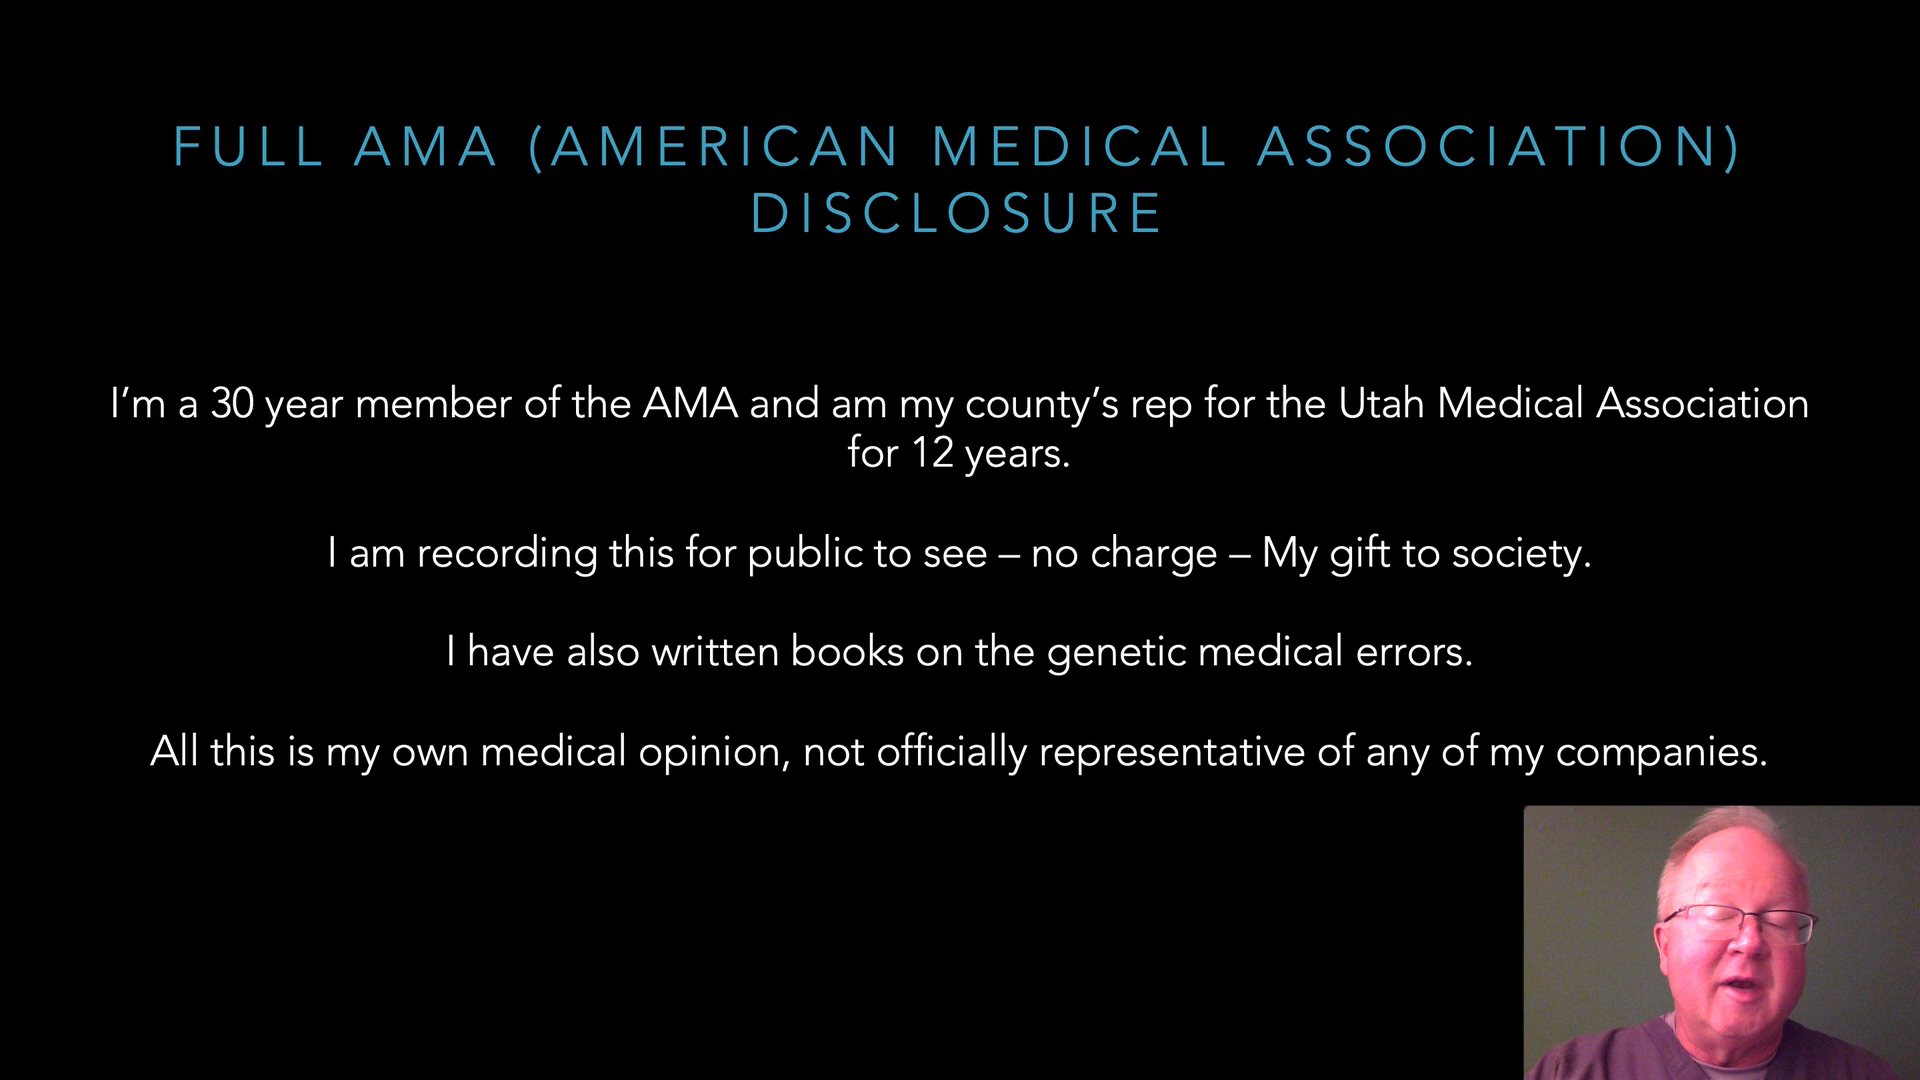 FULL AMA (AMERICAN MEDICAL ASSOCIATION)
DISCLOSURE
I’m a 30 year member of the AMA and am my county’s rep for the Utah Medical Association
for 12 years.
I am recording this for public to see – no charge – My gift to society.
I have also written books on the genetic medical errors.
All this is my own medical opinion, not officially representative of any of my companies.